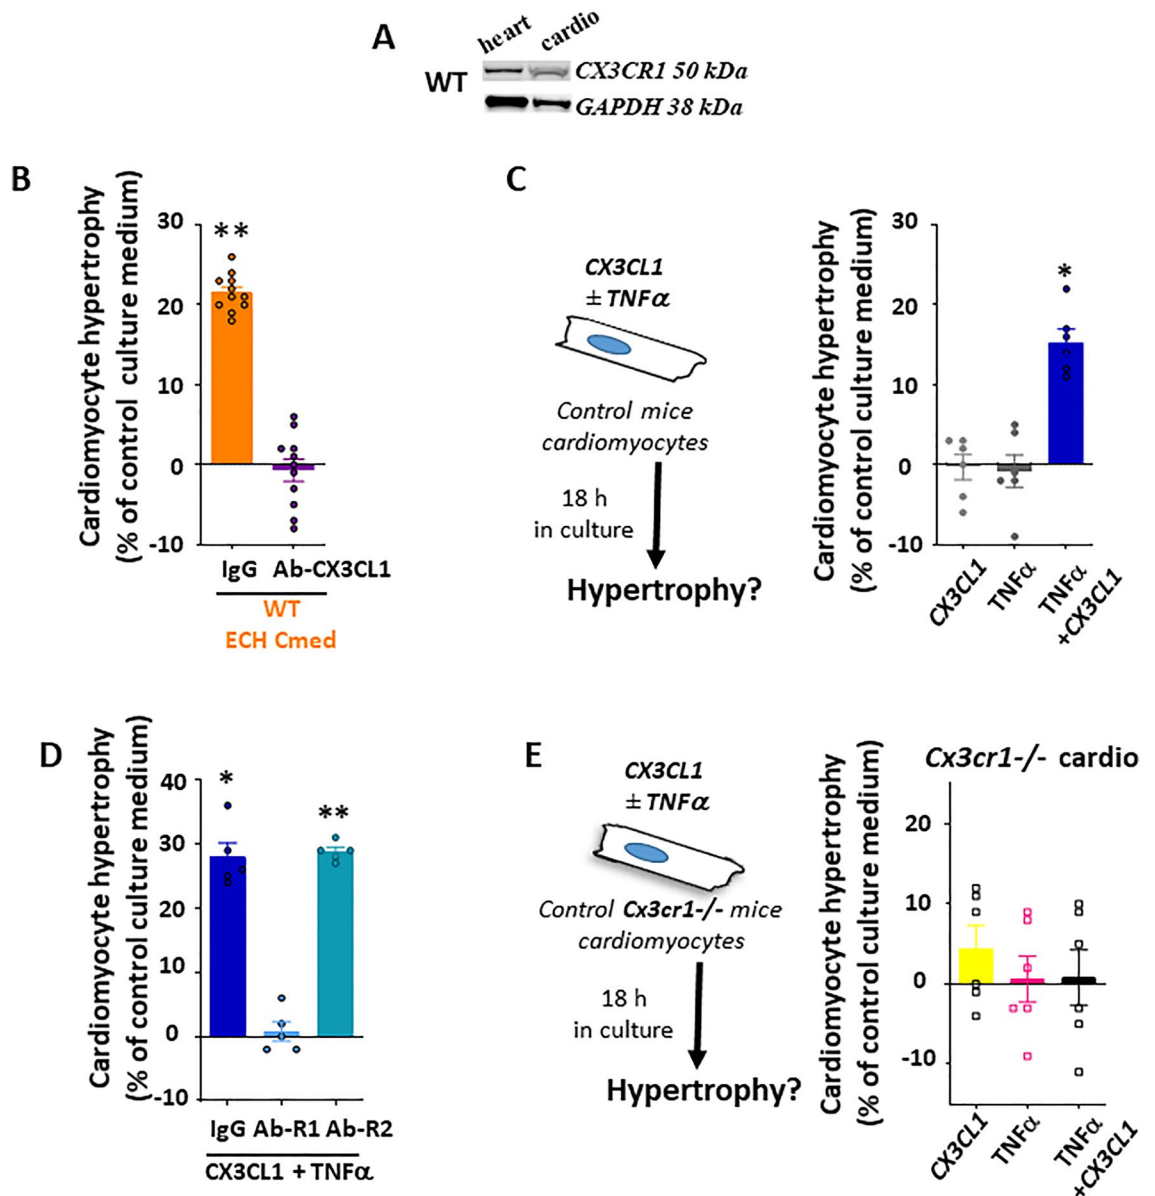 A
heart cardio
WT
CX3CR1 50 kDa
GAPDH 38 kDa
B
Cardiomyocyte hypertrophy
(% of control culture medium)
30
20
10
0
-10
**
IgG Ab-CX3CL1
WT
ECH Cmed
C
CX3CL1
± TNFα
Control mice
cardiomyocytes
18 h
in culture
Hypertrophy?
Cardiomyocyte hypertrophy
(% of control culture medium)
30
20
10
0
-10
*
CX3CL1
TNFα
TNFα
+CX3CL1
D
Cardiomyocyte hypertrophy
(% of control culture medium)
40
30
20
10
0
-10
*
**
IgG Ab-R1 Ab-R2
CX3CL1 + TNFα
E
CX3CL1
± TNFα
Control Cx3cr1-/- mice
cardiomyocytes
18 h
in culture
Hypertrophy?
Cx3cr1-/- cardio
Cardiomyocyte hypertrophy
(% of control culture medium)
20
10
0
-10
CX3CL1
TNFα
TNFα
+CX3CL1